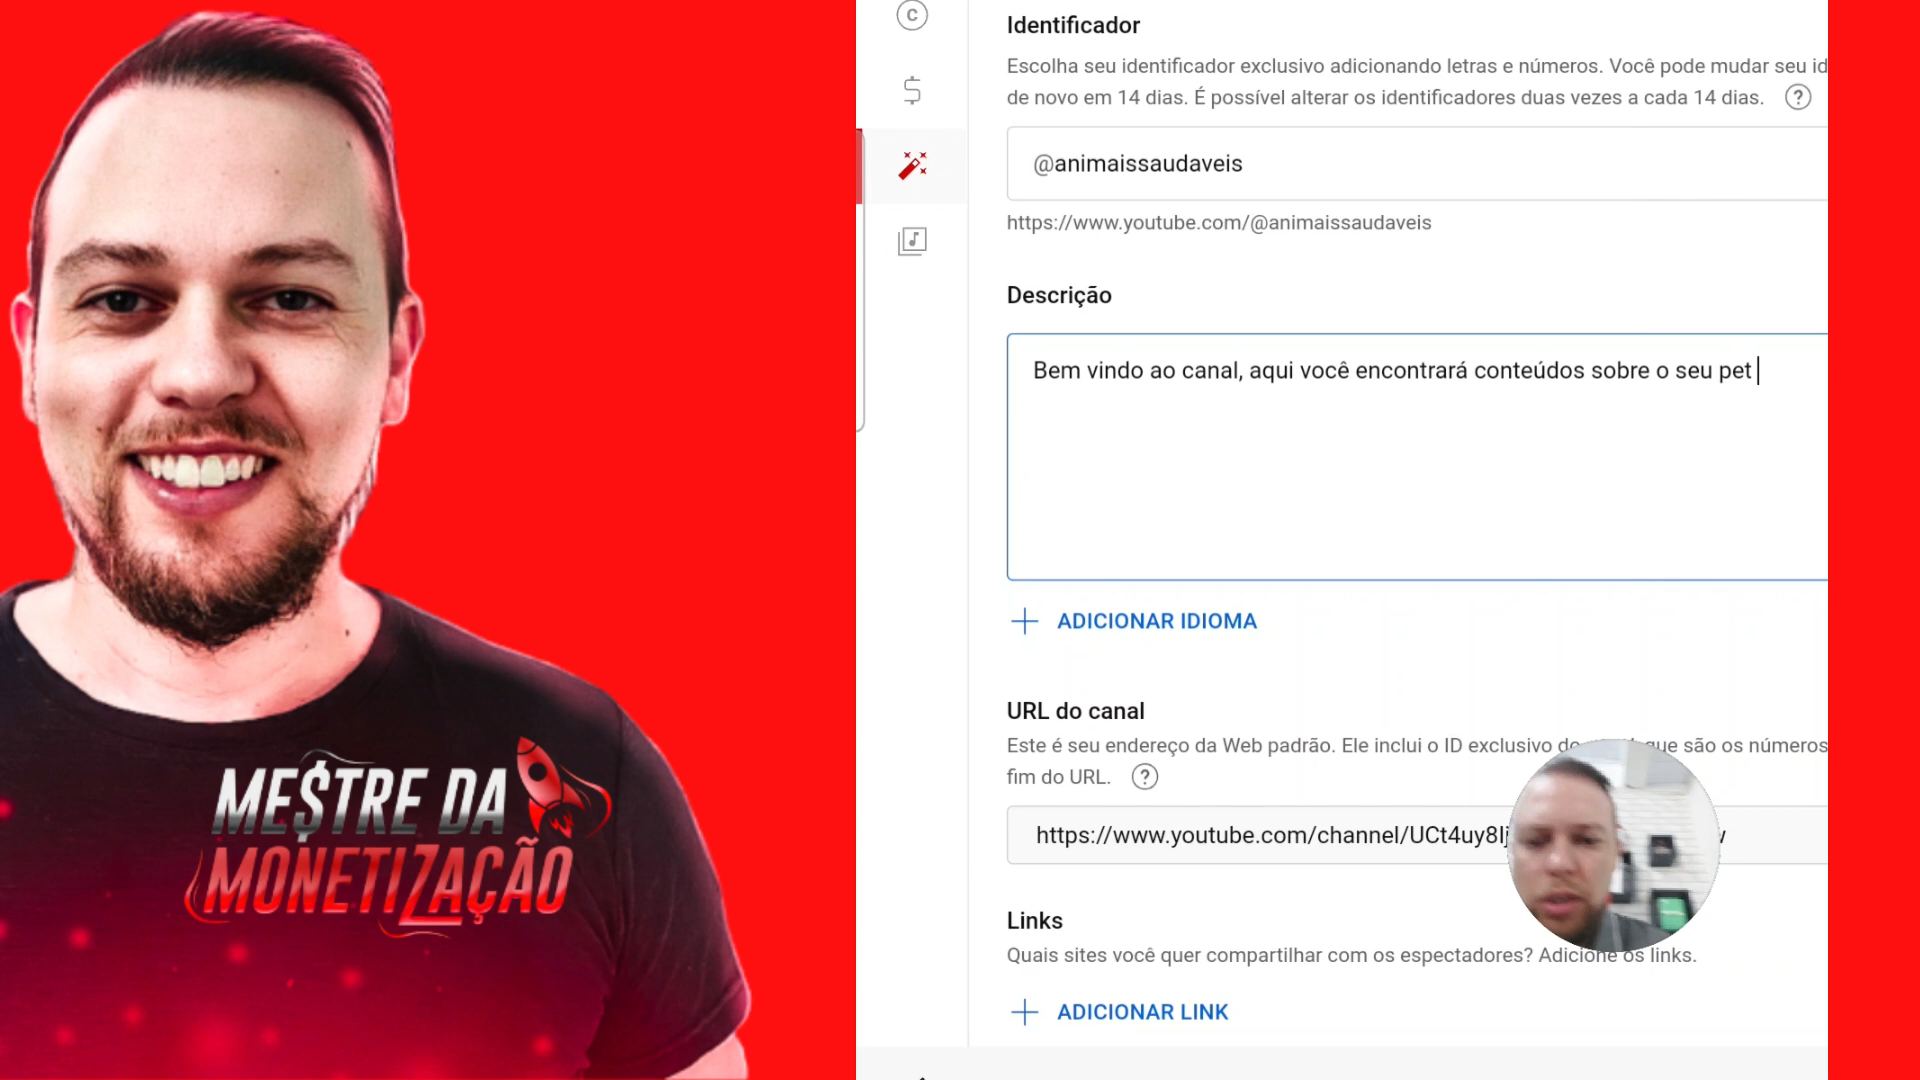 ME$TRE DA
MONETIZAÇÃO
Identificador
Escolha seu identificador exclusivo adicionando letras e números. Você pode mudar seu id
de novo em 14 dias. É possível alterar os identificadores duas vezes a cada 14 dias. ?
@animaissaudaveis
https://www.youtube.com/@animaissaudaveis
Descrição
Bem vindo ao canal, aqui você encontrará conteúdos sobre o seu pet
+ ADICIONAR IDIOMA
URL do canal
Este é seu endereço da Web padrão. Ele inclui o ID exclusivo que são os números
fim do URL. ?
https://www.youtube.com/channel/UCt4uy8
Links
Quais sites você quer compartilhar com os espectadores? Adicione os links.
+ ADICIONAR LINK